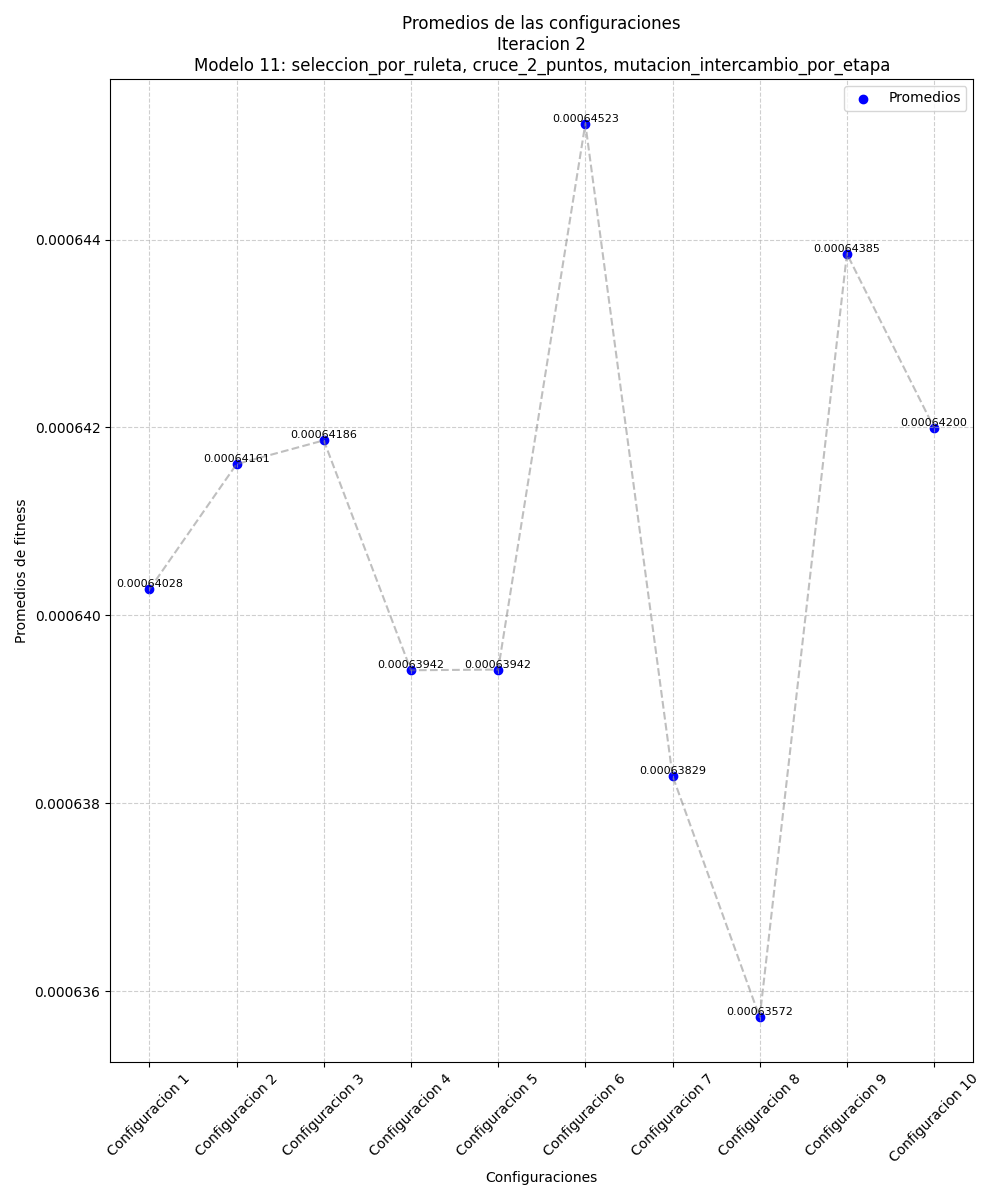 Promedios de las configuraciones
Iteracion 2
Modelo 11: seleccion_por_ruleta, cruce_2_puntos, mutacion_intercambio_por_etapa
Promedios
0.00064523
0.000644
0.00064385
0.000642
0.00064200
0.00064186
0.00064161
0.00064028
0.000640
0.00063942
0.00063942
0.00063829
0.000638
0.000636
0.00063572
Promedios de fitness
Configuracion 1
Configuracion 2
Configuracion 3
Configuracion 4
Configuracion 5
Configuracion 6
Configuracion 7
Configuracion 8
Configuracion 9
Configuracion 10
Configuraciones